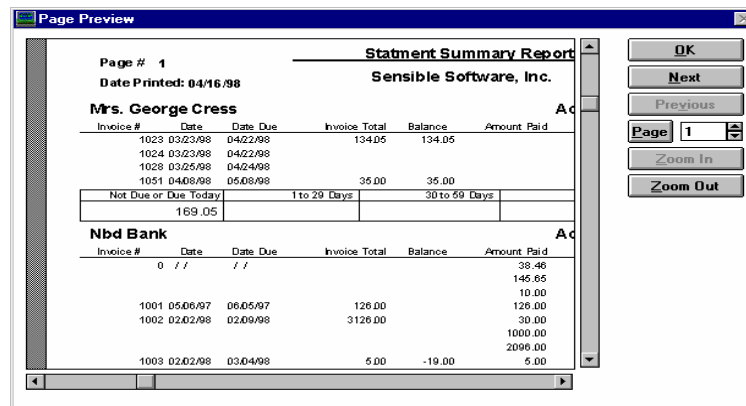 Page Preview
Page # 1
Statment Summary Report
Date Printed: 04/16/98
Sensible Software, Inc.
Mrs. George Cress
Invoice # Date Date Due Invoice Total Balance Amount Paid
1023 03/23/98 04/22/98 134.05 134.05
1024 03/23/98 04/22/98
1028 03/25/98 04/24/98
1051 04/08/98 05/08/98 35.00 35.00
Not Due or Due Today 1 to 29 Days 30 to 59 Days
169.05
Nbd Bank
Invoice # Date Date Due Invoice Total Balance Amount Paid
0 / / / / 38.46
145.65
10.00
1001 05/06/97 06/05/97 126.00 126.00
1002 02/02/98 02/09/98 3126.00 30.00
1000.00
2096.00
1003 02/02/98 03/04/98 5.00 -19.00 5.00
OK
Next
Previous
Page 1
Zoom In
Zoom Out